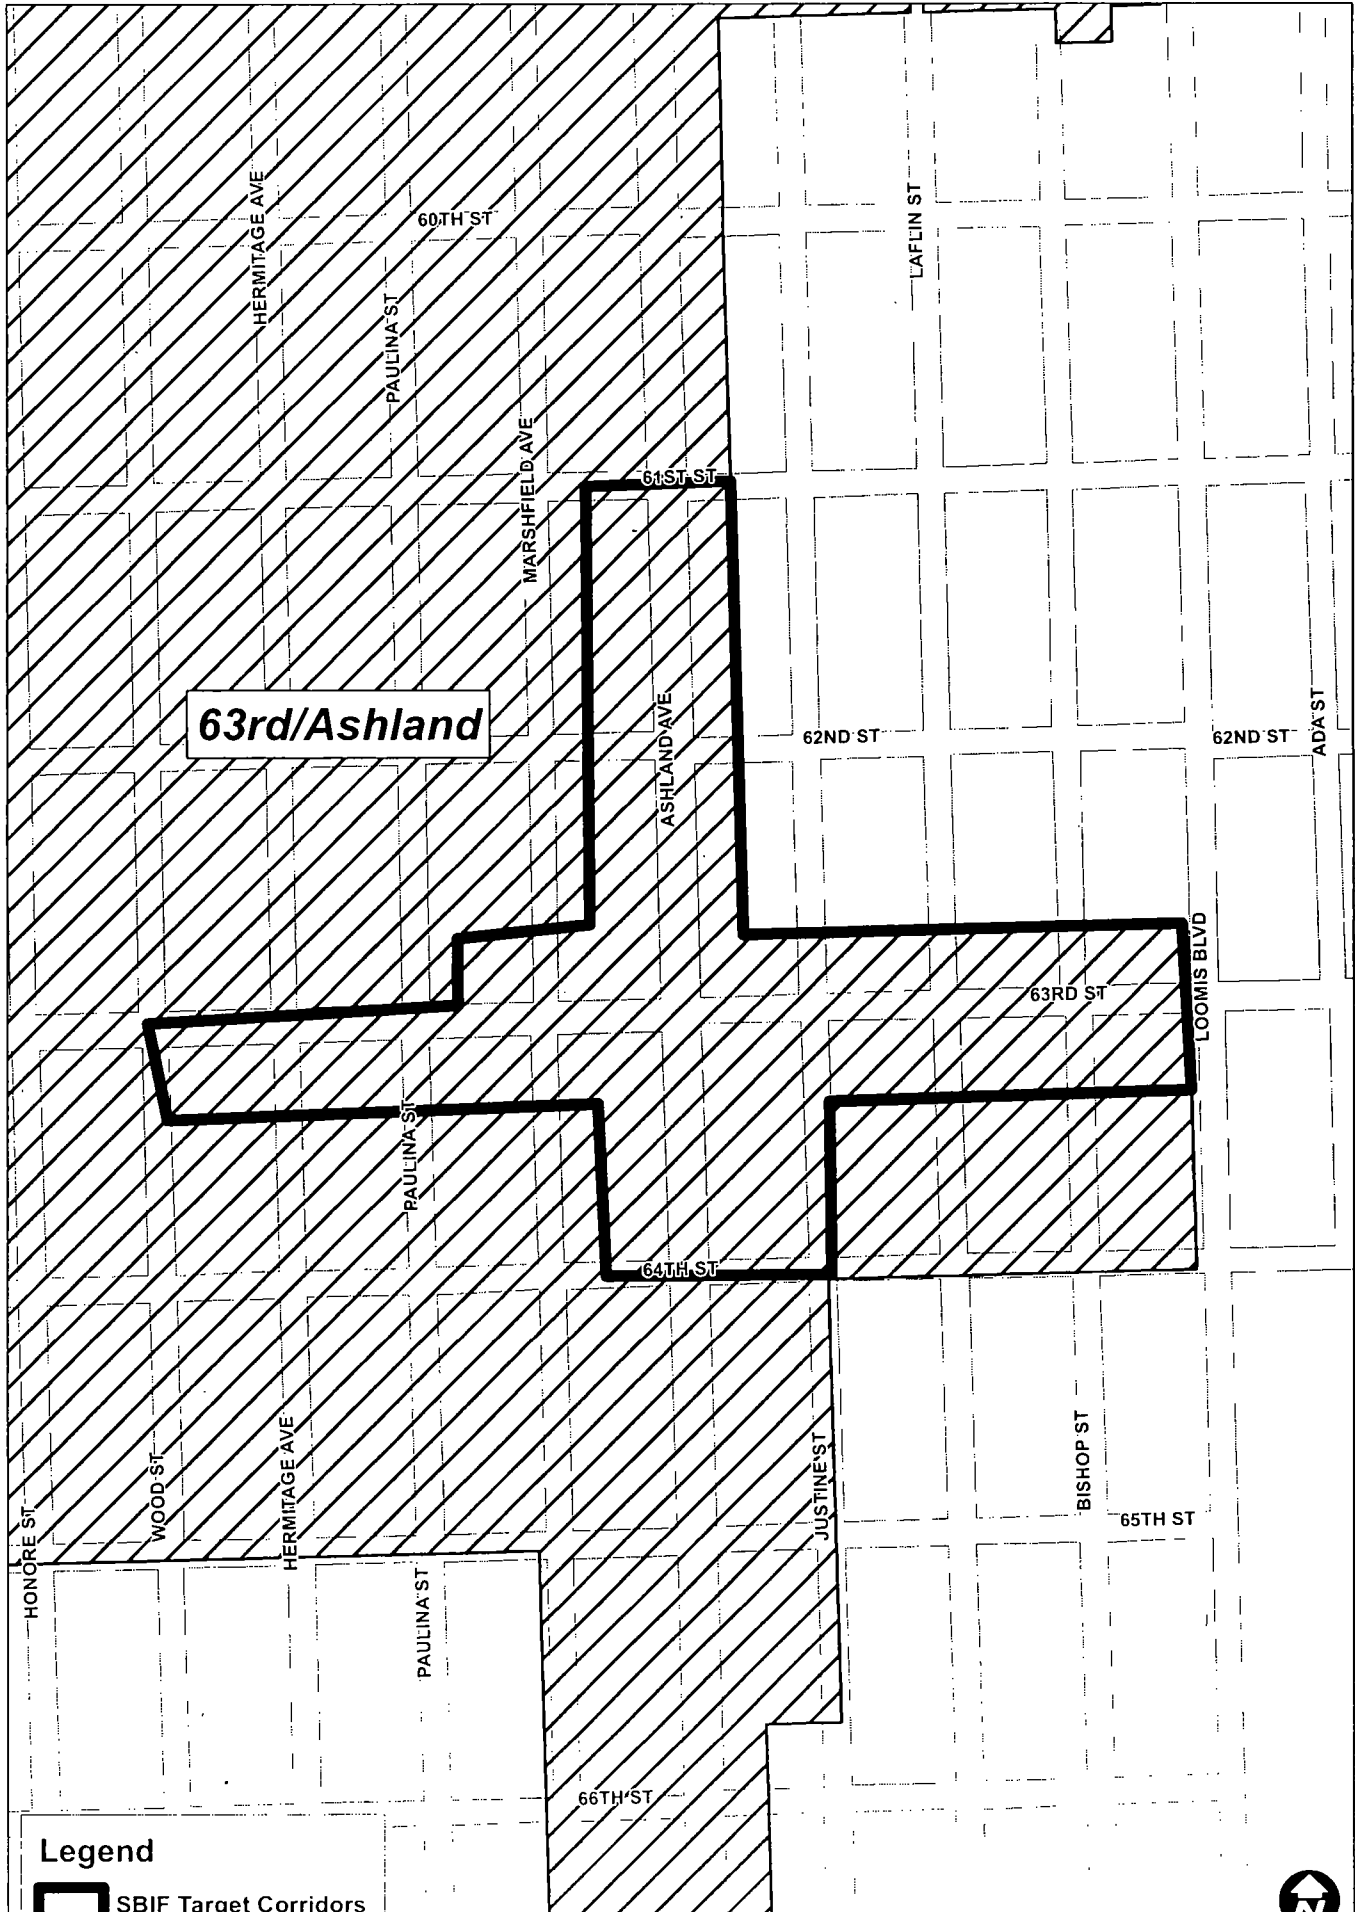 HERMITAGE AVE
60TH ST
LAFLIN ST
PAULINA ST
MARSHFIELD AVE
61ST ST
63rd/Ashland
ASHLAND AVE
62ND ST
62ND ST
ADA ST
LOOMIS BLVD
63RD ST
PAULINA ST
64TH ST
HONORE ST
WOOD ST
HERMITAGE AVE
JUSTINE ST
BISHOP ST
65TH ST
PAULINA ST
66TH ST
Legend
SBIF Target Corridors
N